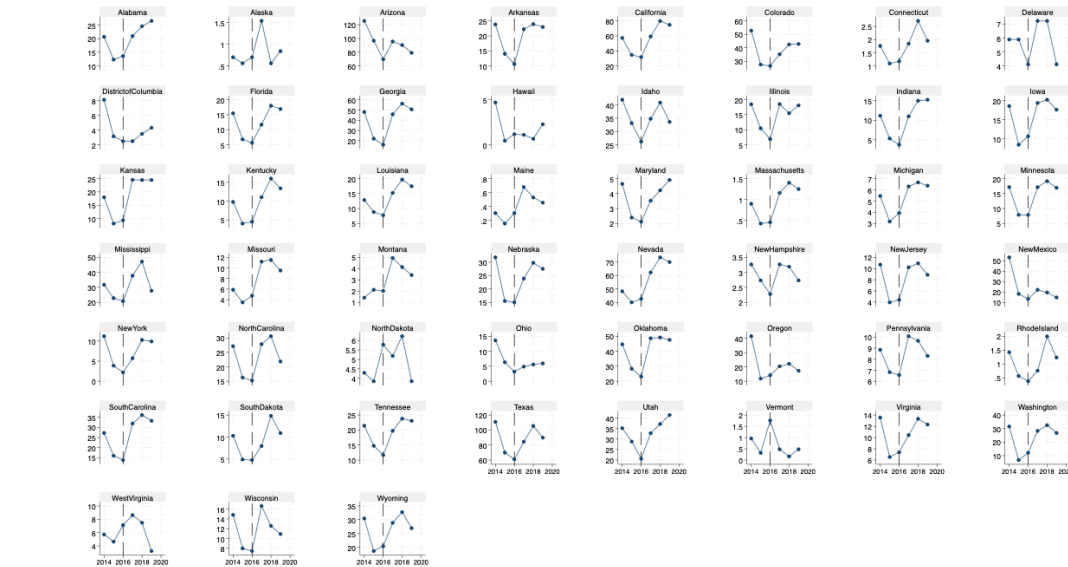 Alabama Alaska Arizona Arkansas California Colorado Connecticut Delaware
25 20 15 10
1.5 1 .5
120 100 80 60
25 20 15 10
80 60 40 20
60 50 40 30
2.5 2 1.5 1
7 6 5 4
DistrictofColumbia Florida Georgia Hawaii Idaho Illinois Indiana Iowa
8 6 4 2
20 15 10 5
60 50 40 30 20
5 0
40 35 30 25
20 15 10 5
15 10 5
20 15 10
Kansas Kentucky Louisiana Maine Maryland Massachusetts Michigan Minnesota
25 20 15 10
15 10 5
20 15 10 5
.8 .6 .4 .2
5 4 3 2
1.5 1 .5
7 6 5 4 3
20 15 10 5
Mississippi Missouri Montana Nebraska Nevada NewHampshire NewJersey NewMexico
50 40 30 20
12 10 8 6 4
5 4 3 2 1
30 25 20 15
70 60 50 40
3.5 3 2.5 2
12 10 8 6 4
50 40 30 20 10
NewYork NorthCarolina NorthDakota Ohio Oklahoma Oregon Pennsylvania RhodeIsland
10 5 0
30 25 20 15
6 5.5 5 4.5 4
15 10 5 0
50 40 30 20
40 30 20 10
10 9 8 7 6
2 1.5 1 .5
SouthCarolina SouthDakota Tennessee Texas Utah Vermont Virginia Washington
35 30 25 20 15
15 10 5
25 20 15 10
120 100 80 60
40 35 30 25 20
2 1.5 1 .5 0
14 12 10 8 6
40 30 20 10
2014 2016 2018 2020 2014 2016 2018 2020 2014 2016 2018 2020 2014 2016 2018 2020 2014 2016 2018 2020
WestVirginia Wisconsin Wyoming
10 8 6 4
16 14 12 10 8
35 30 25 20
2014 2016 2018 2020 2014 2016 2018 2020 2014 2016 2018 2020